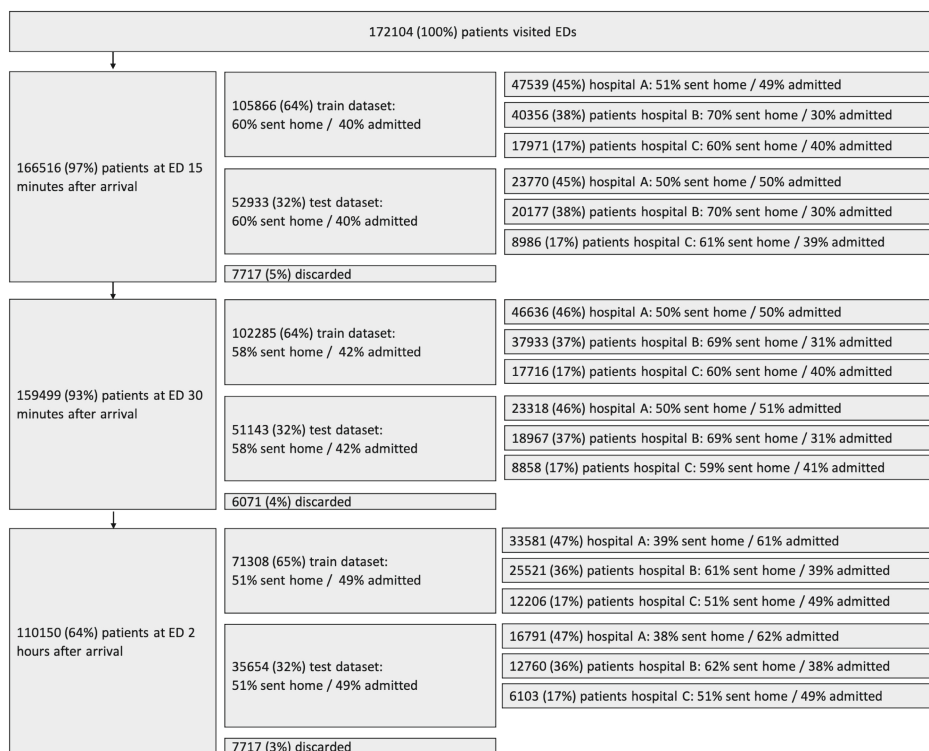 172104 (100%) patients visited EDs
166516 (97%) patients at ED 15
minutes after arrival
105866 (64%) train dataset:
60% sent home / 40% admitted
47539 (45%) hospital A: 51% sent home / 49% admitted
40356 (38%) patients hospital B: 70% sent home / 30% admitted
17971 (17%) patients hospital C: 60% sent home / 40% admitted
52933 (32%) test dataset:
60% sent home / 40% admitted
23770 (45%) hospital A: 50% sent home / 50% admitted
20177 (38%) patients hospital B: 70% sent home / 30% admitted
8986 (17%) patients hospital C: 61% sent home / 39% admitted
7717 (5%) discarded
159499 (93%) patients at ED 30
minutes after arrival
102285 (64%) train dataset:
58% sent home / 42% admitted
46636 (46%) hospital A: 50% sent home / 50% admitted
37933 (37%) patients hospital B: 69% sent home / 31% admitted
17716 (17%) patients hospital C: 60% sent home / 40% admitted
51143 (32%) test dataset:
58% sent home / 42% admitted
23318 (46%) hospital A: 50% sent home / 51% admitted
18967 (37%) patients hospital B: 69% sent home / 31% admitted
8858 (17%) patients hospital C: 59% sent home / 41% admitted
6071 (4%) discarded
110150 (64%) patients at ED 2
hours after arrival
71308 (65%) train dataset:
51% sent home / 49% admitted
33581 (47%) hospital A: 39% sent home / 61% admitted
25521 (36%) patients hospital B: 61% sent home / 39% admitted
12206 (17%) patients hospital C: 51% sent home / 49% admitted
35654 (32%) test dataset:
51% sent home / 49% admitted
16791 (47%) hospital A: 38% sent home / 62% admitted
12760 (36%) patients hospital B: 62% sent home / 38% admitted
6103 (17%) patients hospital C: 51% sent home / 49% admitted
7717 (3%) discarded